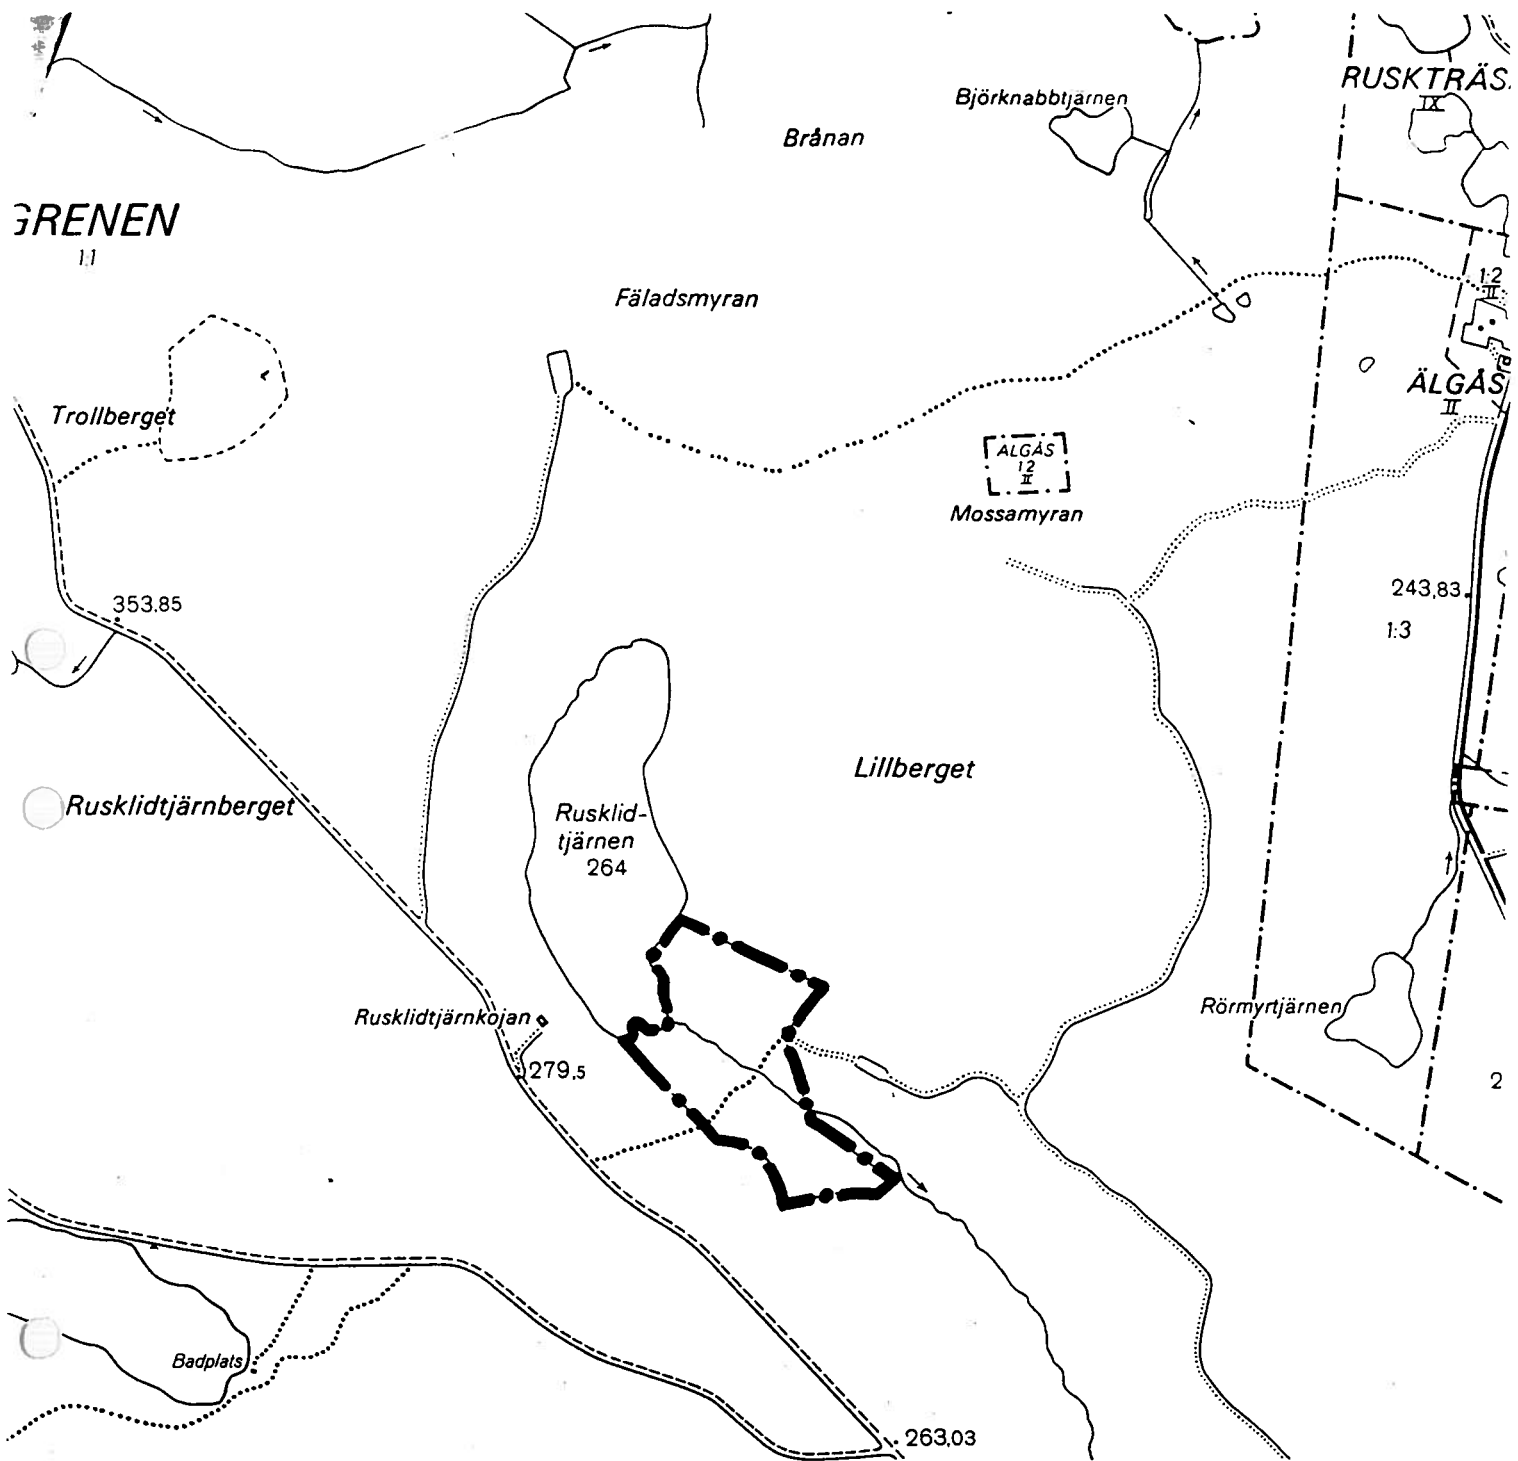 RUSKTRÄS
IX
Björknabbtjärnen
Brånan
GRENEN
1:1
Fäladsmyran
1:2
II
Trollberget
ÄLGÅS
II
ÄLGÅS
1:2
II
Mossamyran
353,85
243,83
1:3
Lillberget
Rusklidtjärnberget
Rusklid-
tjärnen
264
Rusklidtjärnkojan
Rörmyrtjärnen
279,5
2
Badplats
263,03